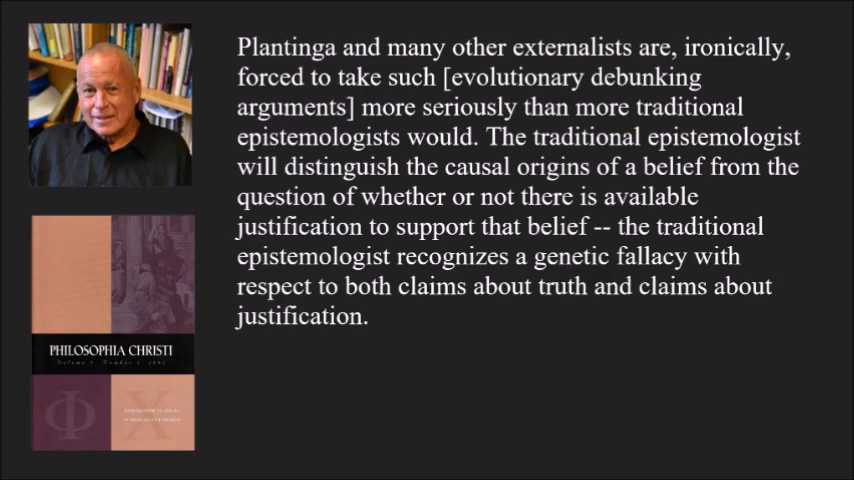 Plantinga and many other externalists are, ironically,
forced to take such [evolutionary debunking
arguments] more seriously than more traditional
epistemologists would. The traditional epistemologist
will distinguish the causal origins of a belief from the
question of whether or not there is available
justification to support that belief -- the traditional
epistemologist recognizes a genetic fallacy with
respect to both claims about truth and claims about
justification.
PHILOSOPHIA CHRISTI
Φ Χ